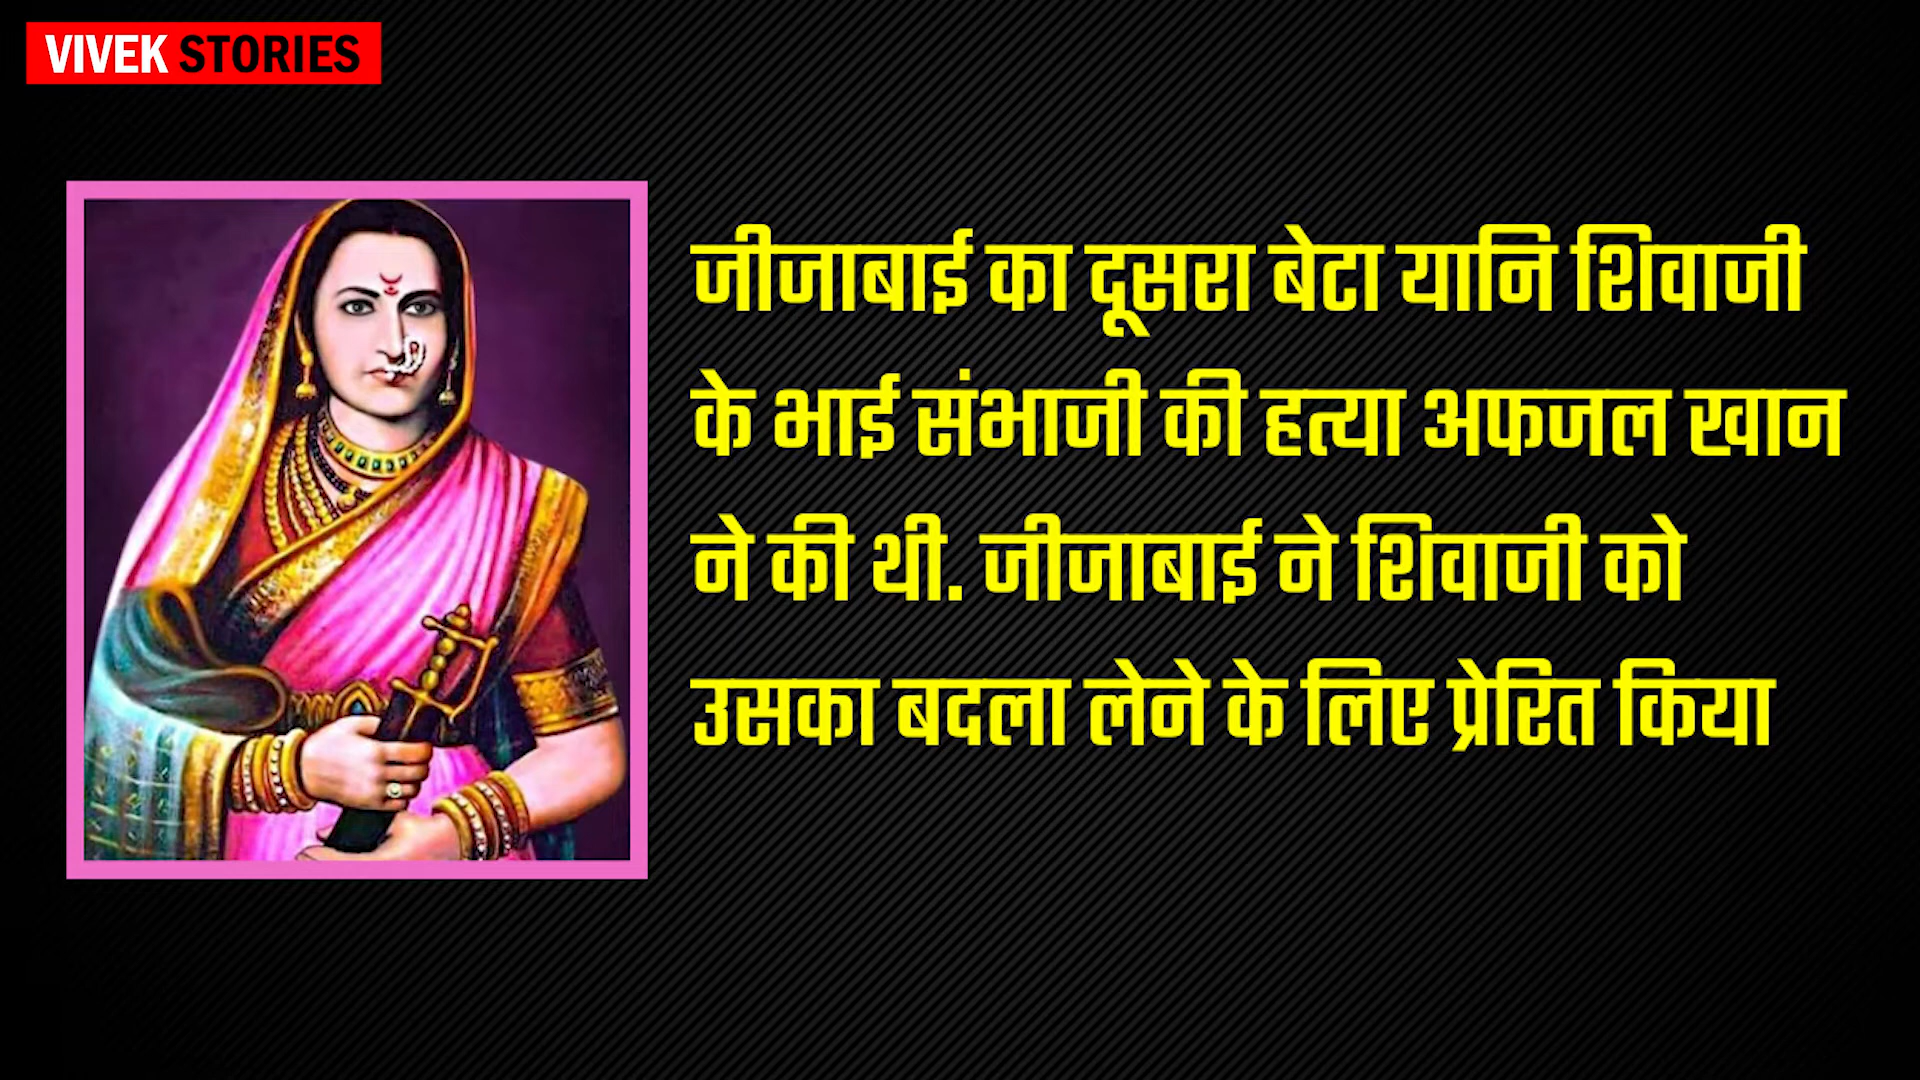 VIVEK STORIES
जीजाबाई का दूसरा बेटा यानि शिवाजी
के भाई संभाजी की हत्या अफजल खान
ने की थी. जीजाबाई ने शिवाजी को
उसका बदला लेने के लिए प्रेरित किया